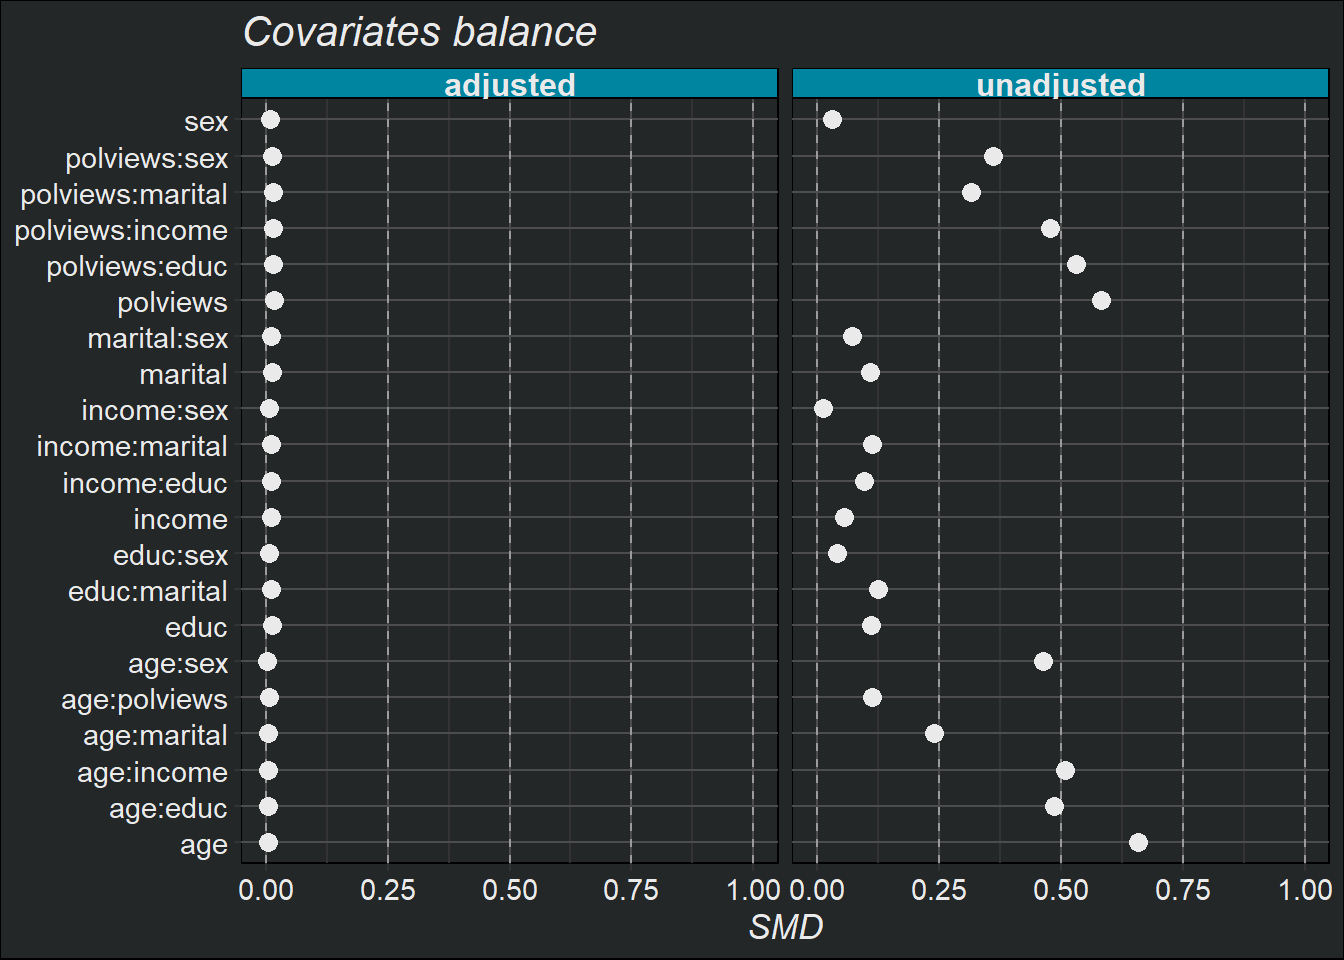 Covariates balance
adjusted unadjusted
sex
polviews:sex
polviews:marital
polviews:income
polviews:educ
polviews
marital:sex
marital
income:sex
income:marital
income:educ
income
educ:sex
educ:marital
educ
age:sex
age:polviews
age:marital
age:income
age:educ
age
0.00 0.25 0.50 0.75 1.00 0.00 0.25 0.50 0.75 1.00
SMD